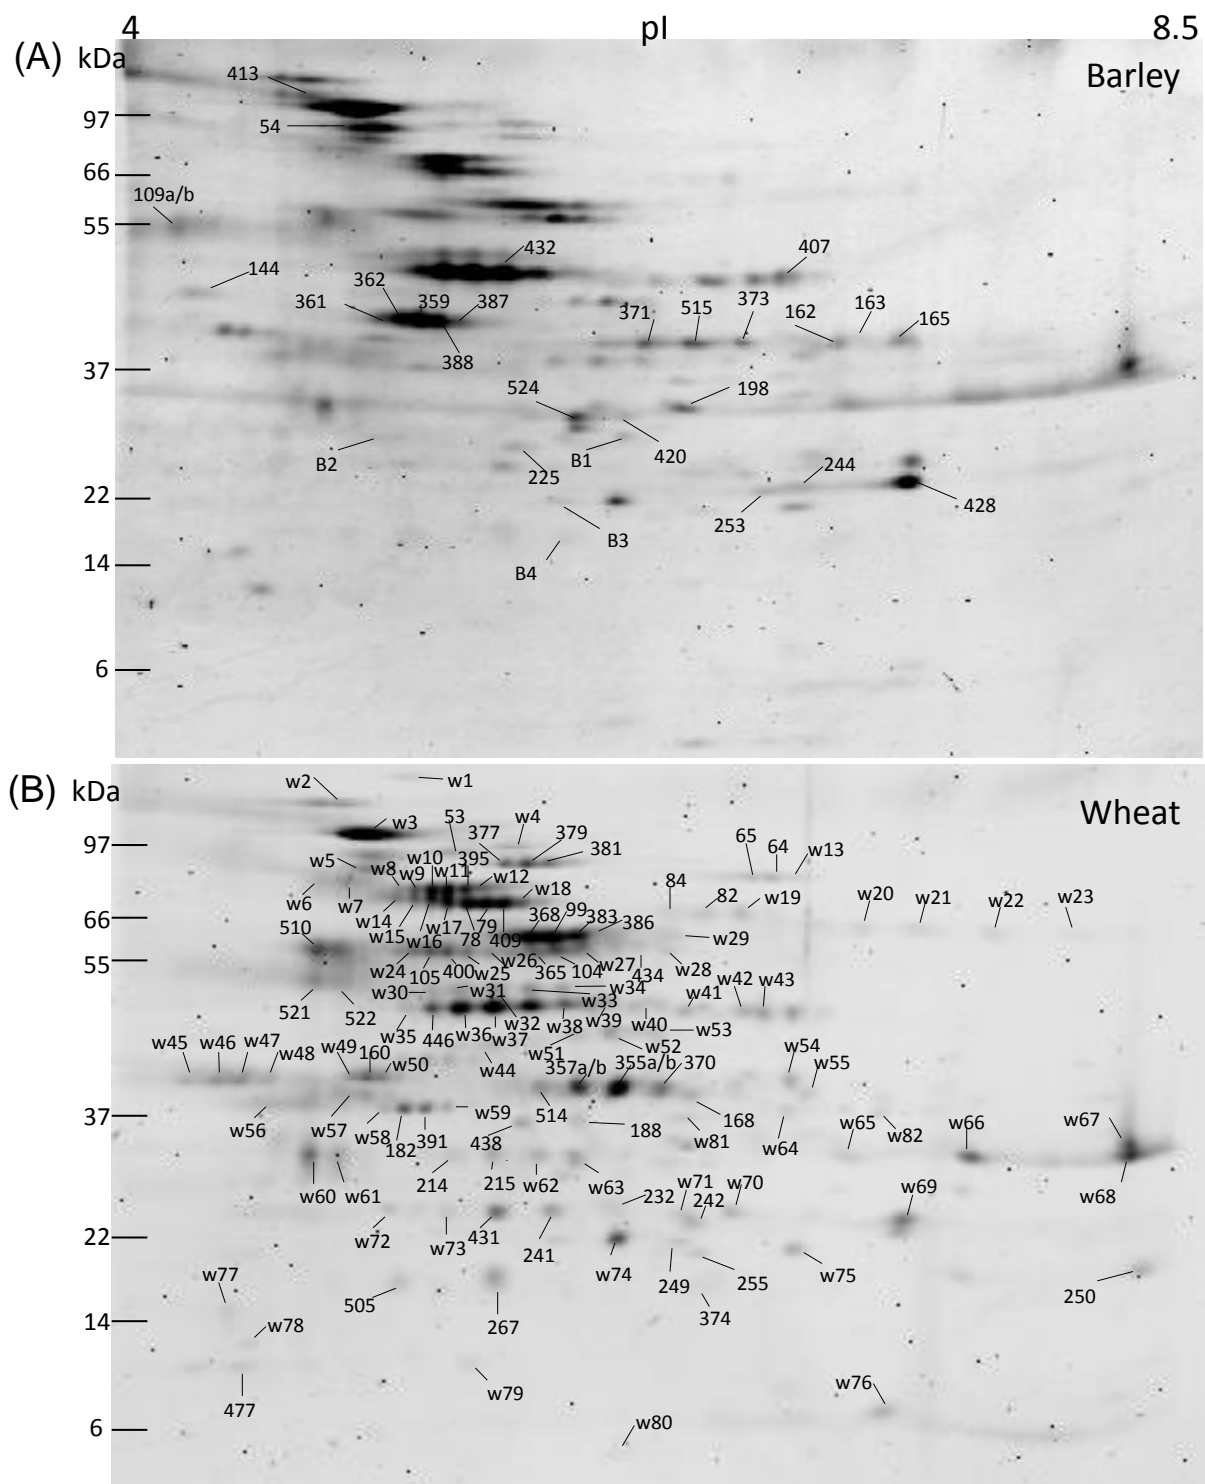 4 pI 8.5
(A) kDa Barley
413
97
54
66
109a/b
55
432
407
144
362
361 359 387
371 515 373 162 163 165
388
37
524 198
B2 B1 420
225 244
22
253 428
B3
14
B4
6
(B) kDa Wheat
w2 w1
w3 53 w4
97 377 379
65 64 w13
w5 w10 395 381
w8 w9 w11 w12
w6 w7 w18 84 82 w19 w20 w21 w22 w23
66 w14 368 99 383 386
510 w15 w16 w17 78 79 409 w29
55 w24 105 400 w25 w26 365 104 w27 434 w28
w30 w31 w34 w42 w43
521 522 w33 w41
w35 446 w36 w37 w32 w38 w39 w40 w53
w45 w46 w47 w48 w49 160 w50 w44 w51 w52 w54
357a/b 355a/b 370 w55
37 w56 w57 w58 182 391 w59 514 168
438 188 w81 w64 w65 w82 w66 w67
w60 w61 214 215 w62 w63 232 w71 242 w70 w69 w68
22 w72 w73 431 241 w74 249 255 w75
w77 505 250
14 w78 267 374
477 w79 w76
6 w80